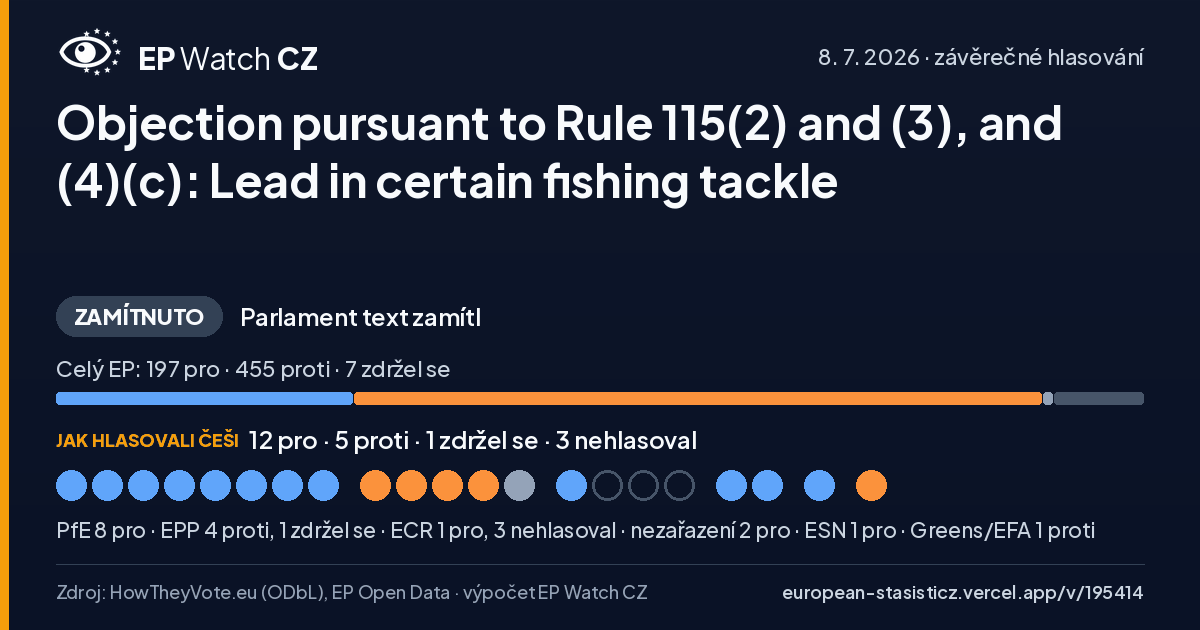 EP Watch CZ
8. 7. 2026 · závěrečné hlasování
Objection pursuant to Rule 115(2) and (3), and
(4)(c): Lead in certain fishing tackle
ZAMÍTNUTO
Parlament text zamítl
Celý EP: 197 pro · 455 proti · 7 zdržel se
JAK HLASOVALI ČEŠI 12 pro · 5 proti · 1 zdržel se · 3 nehlasoval
PfE 8 pro · EPP 4 proti, 1 zdržel se · ECR 1 pro, 3 nehlasoval · nezařazení 2 pro · ESN 1 pro · Greens/EFA 1 proti
Zdroj: HowTheyVote.eu (ODbL), EP Open Data · výpočet EP Watch CZ
european-stasisticz.vercel.app/v/195414